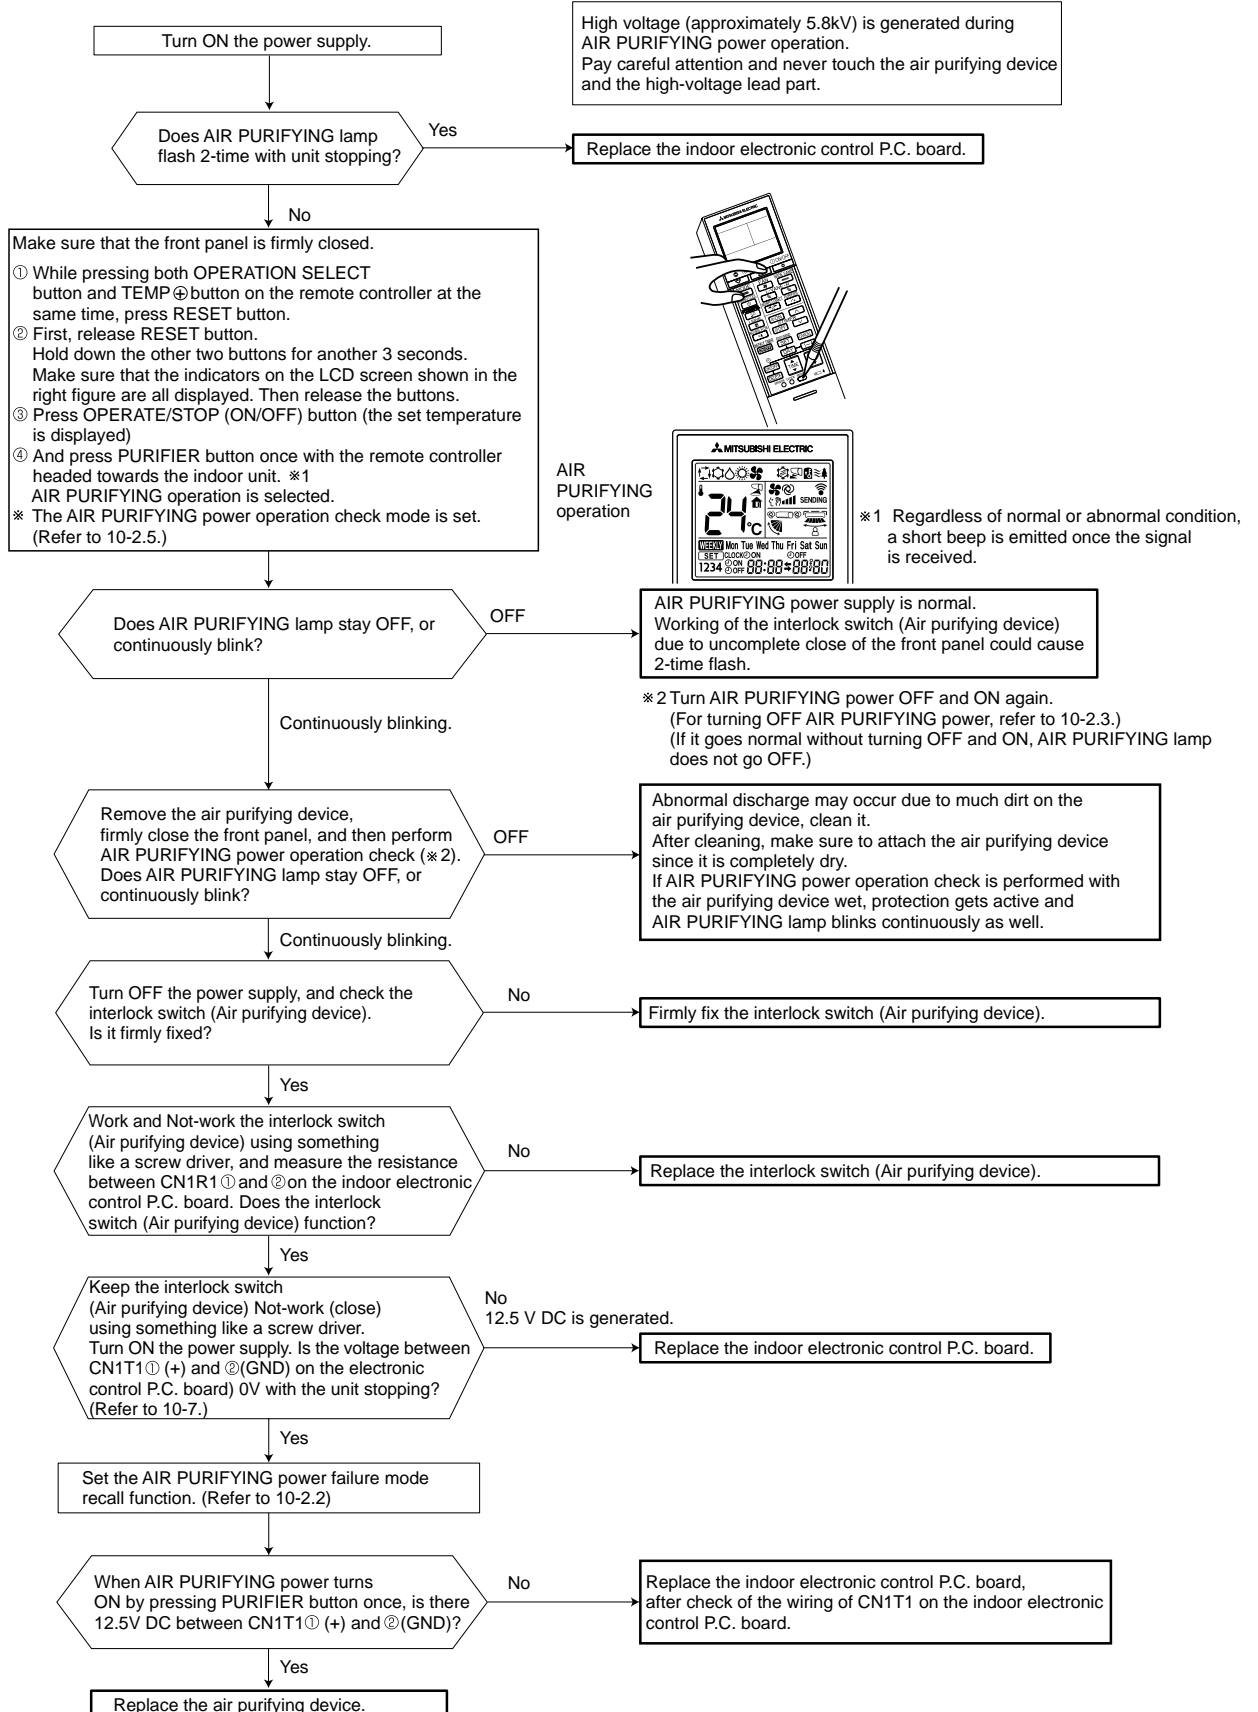 Turn ON the power supply.
High voltage (approximately 5.8kV) is generated during
AIR PURIFYING power operation.
Pay careful attention and never touch the air purifying device
and the high-voltage lead part.
Does AIR PURIFYING lamp
flash 2-time with unit stopping?
Yes
Replace the indoor electronic control P.C. board.
No
Make sure that the front panel is firmly closed.
① While pressing both OPERATION SELECT
button and TEMP ⊕ button on the remote controller at the
same time, press RESET button.
② First, release RESET button.
Hold down the other two buttons for another 3 seconds.
Make sure that the indicators on the LCD screen shown in the
right figure are all displayed. Then release the buttons.
③ Press OPERATE/STOP (ON/OFF) button (the set temperature
is displayed)
④ And press PURIFIER button once with the remote controller
headed towards the indoor unit. ※1
AIR PURIFYING operation is selected.
※ The AIR PURIFYING power operation check mode is set.
(Refer to 10-2.5.)
MITSUBISHI ELECTRIC
AIR
PURIFYING
operation
MITSUBISHI ELECTRIC
24°C
SENDING
WEEKLY Mon Tue Wed Thu Fri Sat Sun
SET CLOCK ON OFF
1234 ON OFF 88:88 88:80
※1 Regardless of normal or abnormal condition,
a short beep is emitted once the signal
is received.
Does AIR PURIFYING lamp stay OFF, or
continuously blink?
OFF
AIR PURIFYING power supply is normal.
Working of the interlock switch (Air purifying device)
due to uncomplete close of the front panel could cause
2-time flash.
Continuously blinking.
※2 Turn AIR PURIFYING power OFF and ON again.
(For turning OFF AIR PURIFYING power, refer to 10-2.3.)
(If it goes normal without turning OFF and ON, AIR PURIFYING lamp
does not go OFF.)
Remove the air purifying device,
firmly close the front panel, and then perform
AIR PURIFYING power operation check (※2).
Does AIR PURIFYING lamp stay OFF, or
continuously blink?
OFF
Abnormal discharge may occur due to much dirt on the
air purifying device, clean it.
After cleaning, make sure to attach the air purifying device
since it is completely dry.
If AIR PURIFYING power operation check is performed with
the air purifying device wet, protection gets active and
AIR PURIFYING lamp blinks continuously as well.
Continuously blinking.
Turn OFF the power supply, and check the
interlock switch (Air purifying device).
Is it firmly fixed?
No
Firmly fix the interlock switch (Air purifying device).
Yes
Work and Not-work the interlock switch
(Air purifying device) using something
like a screw driver, and measure the resistance
between CN1R1 ① and ② on the indoor electronic
control P.C. board. Does the interlock
switch (Air purifying device) function?
No
Replace the interlock switch (Air purifying device).
Yes
Keep the interlock switch
(Air purifying device) Not-work (close)
using something like a screw driver.
Turn ON the power supply. Is the voltage between
CN1T1① (+) and ②(GND) on the electronic
control P.C. board) 0V with the unit stopping?
(Refer to 10-7.)
No
12.5 V DC is generated.
Replace the indoor electronic control P.C. board.
Yes
Set the AIR PURIFYING power failure mode
recall function. (Refer to 10-2.2)
When AIR PURIFYING power turns
ON by pressing PURIFIER button once, is there
12.5V DC between CN1T1① (+) and ②(GND)?
No
Replace the indoor electronic control P.C. board,
after check of the wiring of CN1T1 on the indoor electronic
control P.C. board.
Yes
Replace the air purifying device.